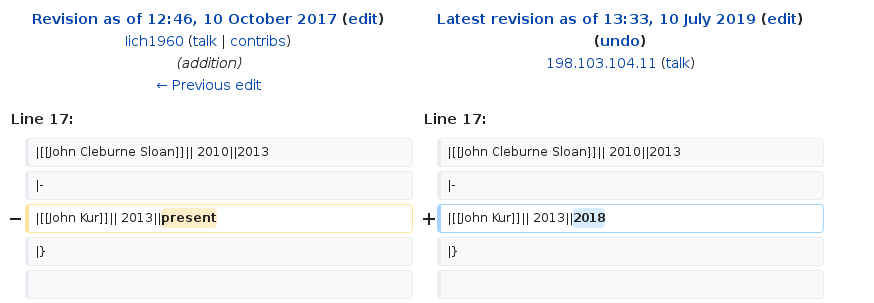 Revision as of 12:46, 10 October 2017 (edit)
Iich1960 (talk | contribs)
(addition)
← Previous edit
Latest revision as of 13:33, 10 July 2019 (edit)
(undo)
198.103.104.11 (talk)
Line 17:
Line 17:
|[[John Cleburne Sloan]]|| 2010||2013
|[[John Cleburne Sloan]]|| 2010||2013
|-
|-
− |[[John Kur]]|| 2013||present
+ |[[John Kur]]|| 2013||2018
|}
|}